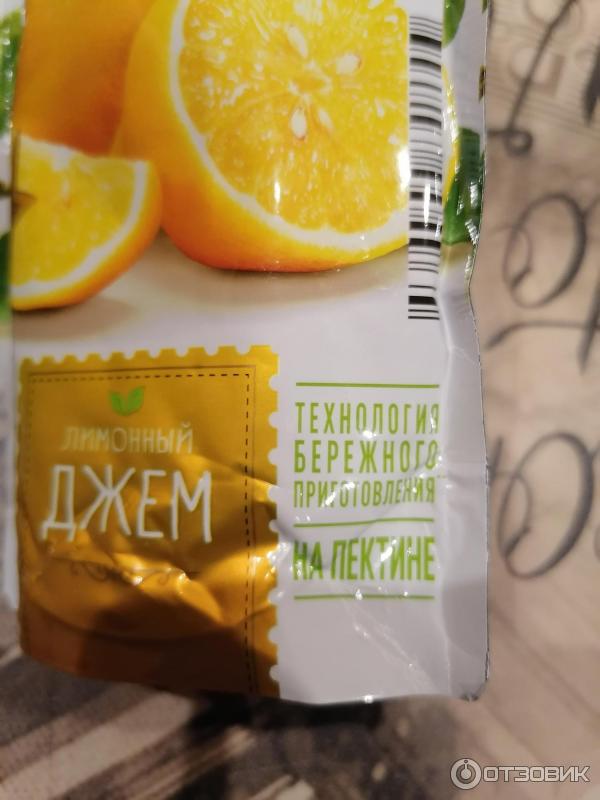 ЛИМОННЫЙ
ДЖЕМ
ТЕХНОЛОГИЯ
БЕРЕЖНОГО
ПРИГОТОВЛЕНИЯ
НА ПЕКТИНЕ
ОТЗОВИК